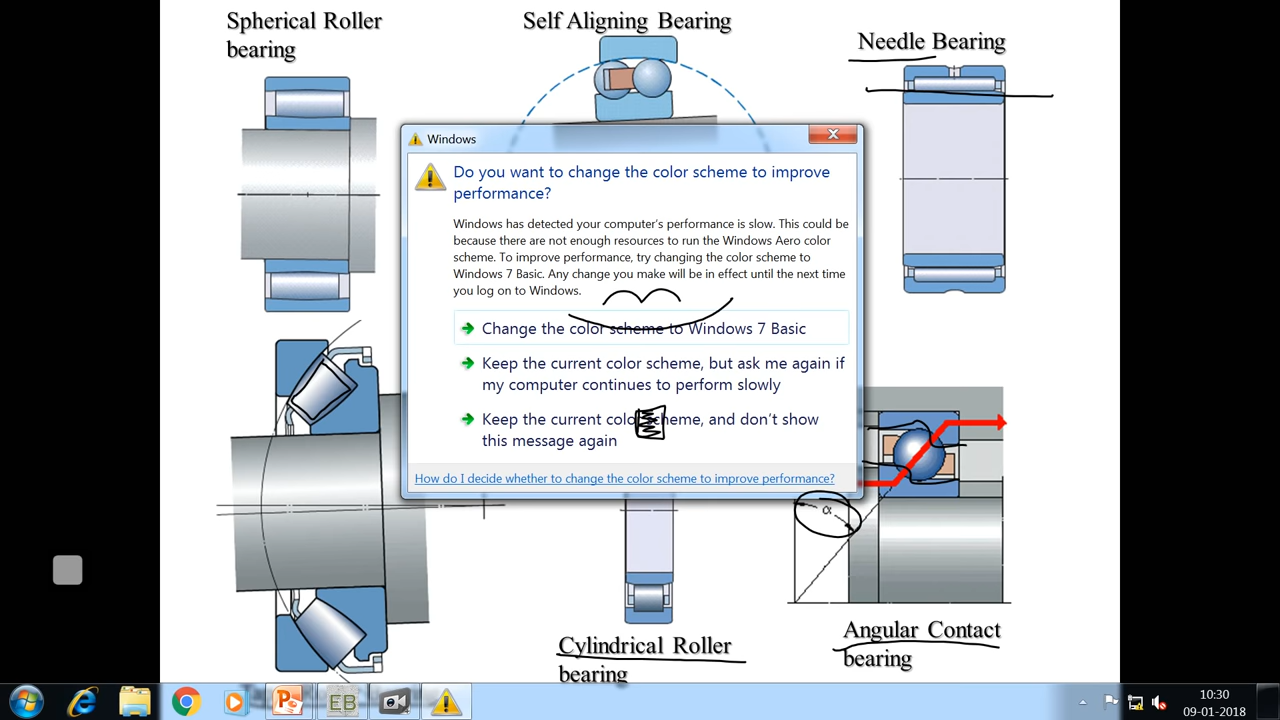 Spherical Roller
bearing
Self Aligning Bearing
Needle Bearing
Windows
Do you want to change the color scheme to improve
performance?
Windows has detected your computer's performance is slow. This could be
because there are not enough resources to run the Windows Aero color
scheme. To improve performance, try changing the color scheme to
Windows 7 Basic. Any change you make will be in effect until the next time
you log on to Windows.
Change the color scheme to Windows 7 Basic
Keep the current color scheme, but ask me again if
my computer continues to perform slowly
Keep the current color scheme, and don't show
this message again
How do I decide whether to change the color scheme to improve performance?
α
Cylindrical Roller
bearing
Angular Contact
bearing
EB
10:30
09-01-2018